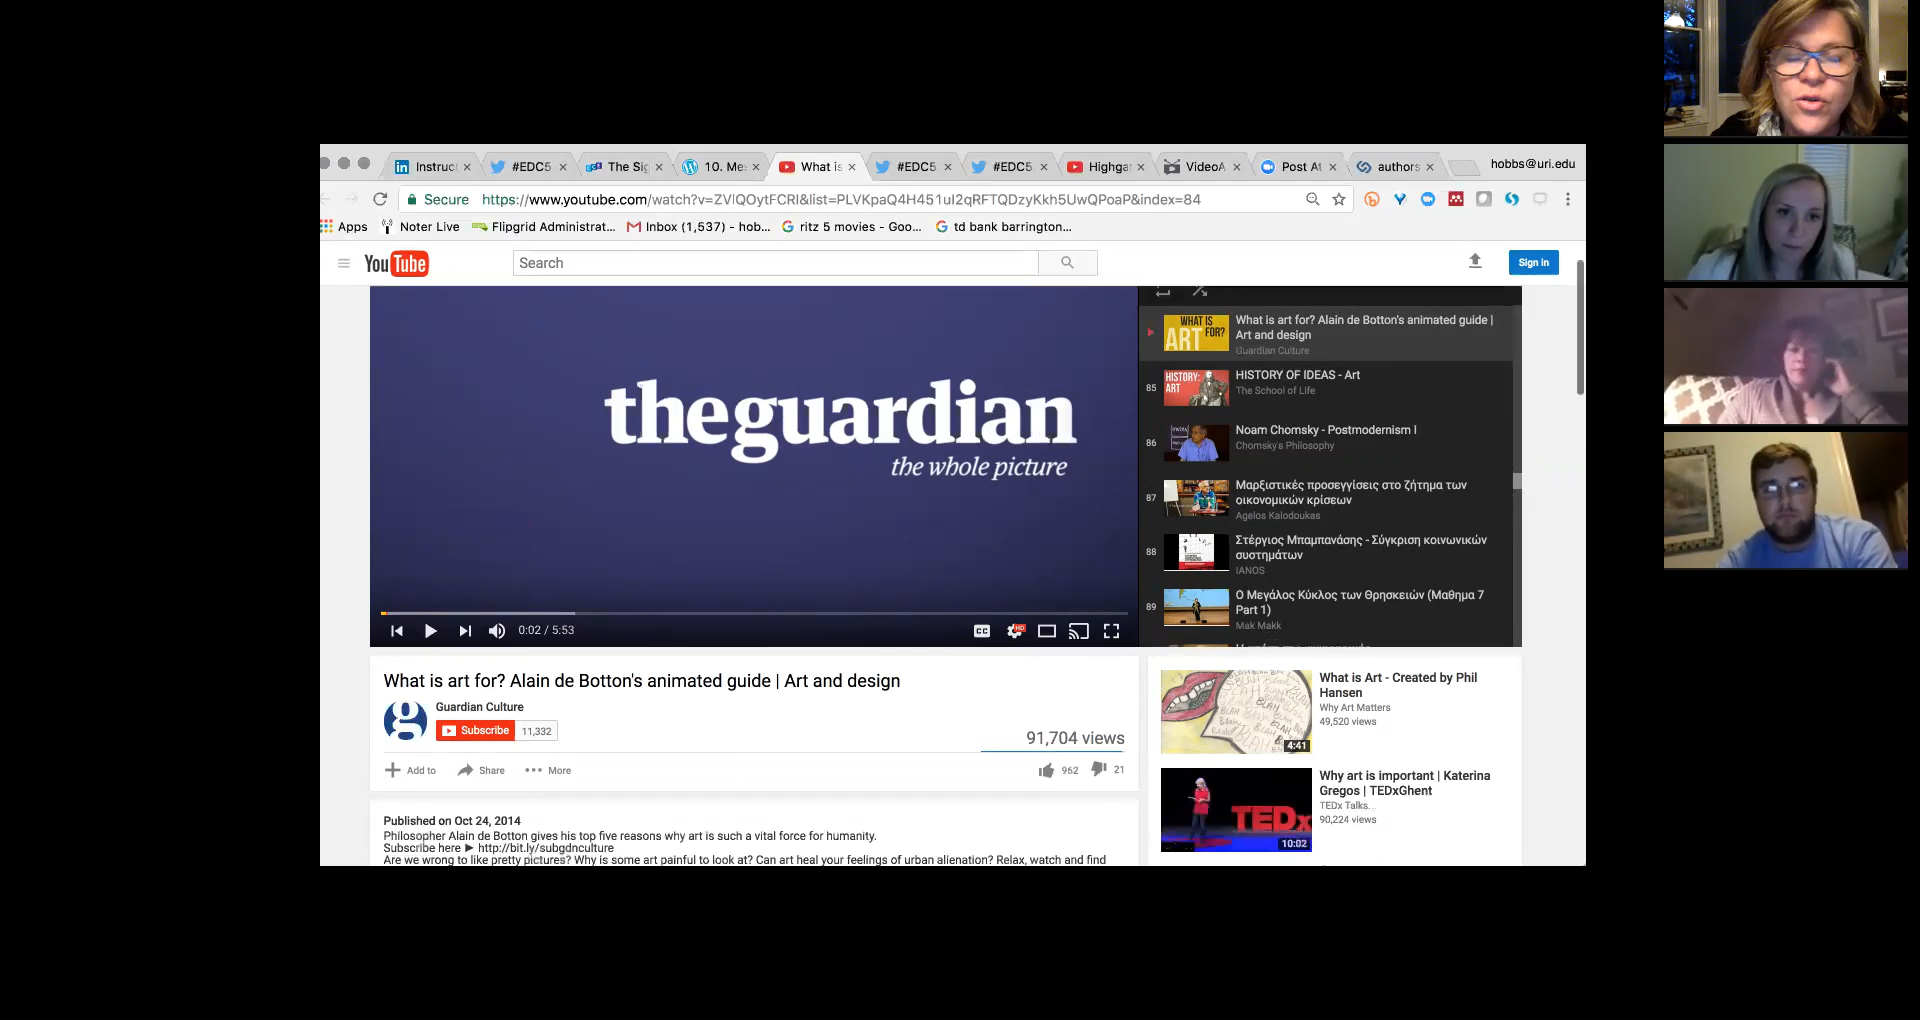 Instruc
#EDC5
The Sig
10. Me
What is
#EDC5
#EDC5
Highgar
VideoA
Post At
authors
hobbs@uri.edu
Secure https://www.youtube.com/watch?v=ZVlQOytFCRI&list=PLVKpaQ4H451uI2qRFTQDzyKkh5UwQPoaP&index=84
Apps Noter Live Flipgrid Administrat... Inbox (1,537) - hob... ritz 5 movies - Goo... td bank barrington...
YouTube
Search
Sign in
theguardian
the whole picture
0:02 / 5:53
CC
HD
WHAT IS
ART FOR?
What is art for? Alain de Botton's animated guide |
Art and design
Guardian Culture
85
HISTORY:
ART
HISTORY OF IDEAS - Art
The School of Life
86
Noam Chomsky - Postmodernism I
Chomsky's Philosophy
87
Μαρξιστικές προσεγγίσεις στο ζήτημα των
οικονομικών κρίσεων
Agelos Kalodoukas
88
Στέργιος Μπαμπανάσης - Σύγκριση κοινωνικών
συστημάτων
IANOS
89
Ο Μεγάλος Κύκλος των Θρησκειών (Μαθημα 7
Part 1)
Mak Makk
What is art for? Alain de Botton's animated guide | Art and design
Guardian Culture
Subscribe 11,332
91,704 views
Add to Share More
962 21
Published on Oct 24, 2014
Philosopher Alain de Botton gives his top five reasons why art is such a vital force for humanity.
Subscribe here ► http://bit.ly/subgdnculture
Are we wrong to like pretty pictures? Why is some art painful to look at? Can art heal your feelings of urban alienation? Relax, watch and find
4:41
What is Art - Created by Phil
Hansen
Why Art Matters
49,520 views
TEDx
10:02
Why art is important | Katerina
Gregos | TEDxGhent
TEDx Talks
90,224 views